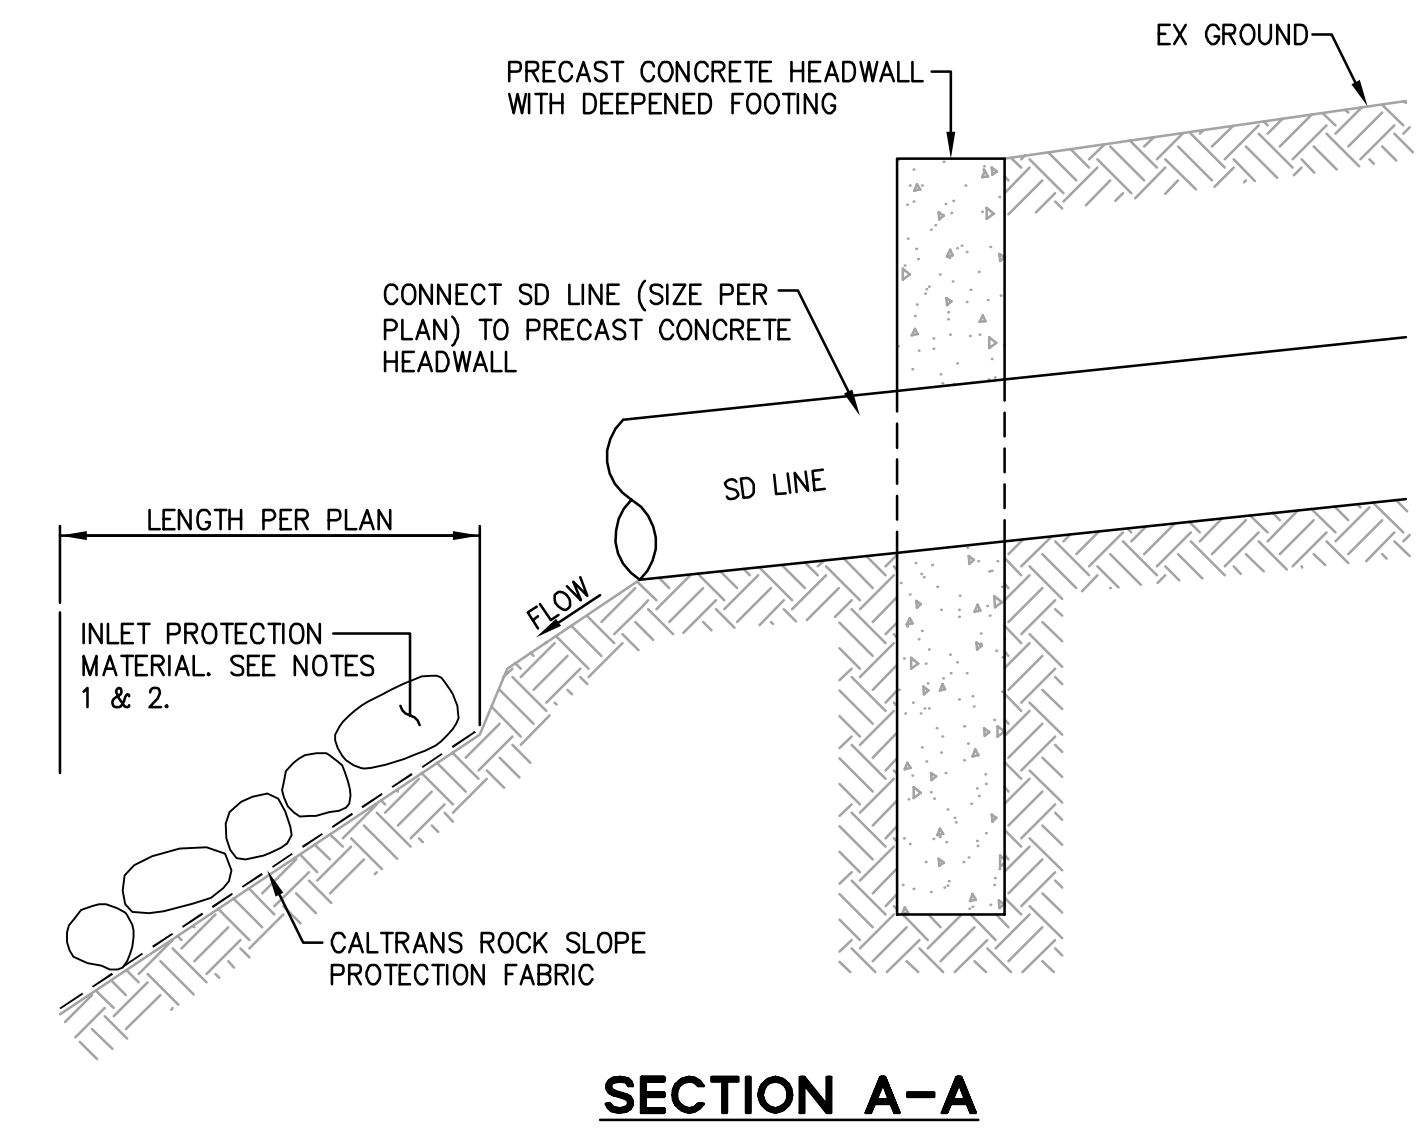 EX GROUND
PRECAST CONCRETE HEADWALL
WITH DEEPENED FOOTING
CONNECT SD LINE (SIZE PER
PLAN) TO PRECAST CONCRETE
HEADWALL
SD LINE
LENGTH PER PLAN
FLOW
INLET PROTECTION
MATERIAL. SEE NOTES
1 & 2.
CALTRANS ROCK SLOPE
PROTECTION FABRIC
SECTION A-A